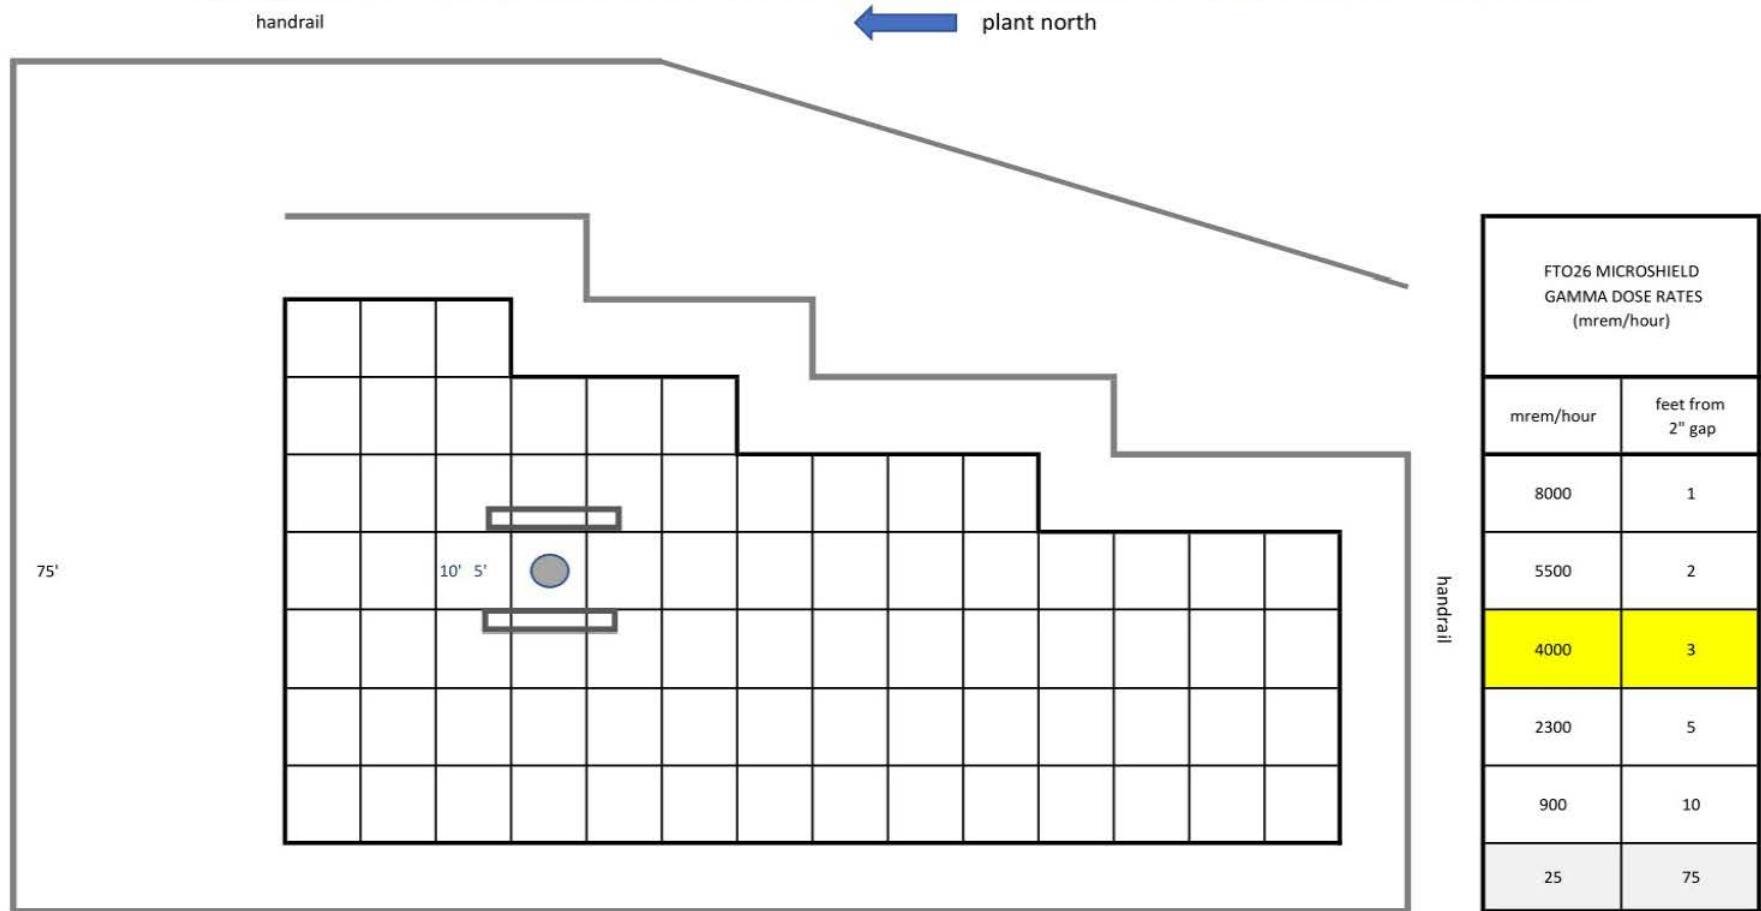 handrail
plant north
75'
10' 5'
handrail
FTO26 MICROSHIELD
GAMMA DOSE RATES
(mrem/hour)
mrem/hour
feet from
2" gap
8000 1
5500 2
4000 3
2300 5
900 10
25 75